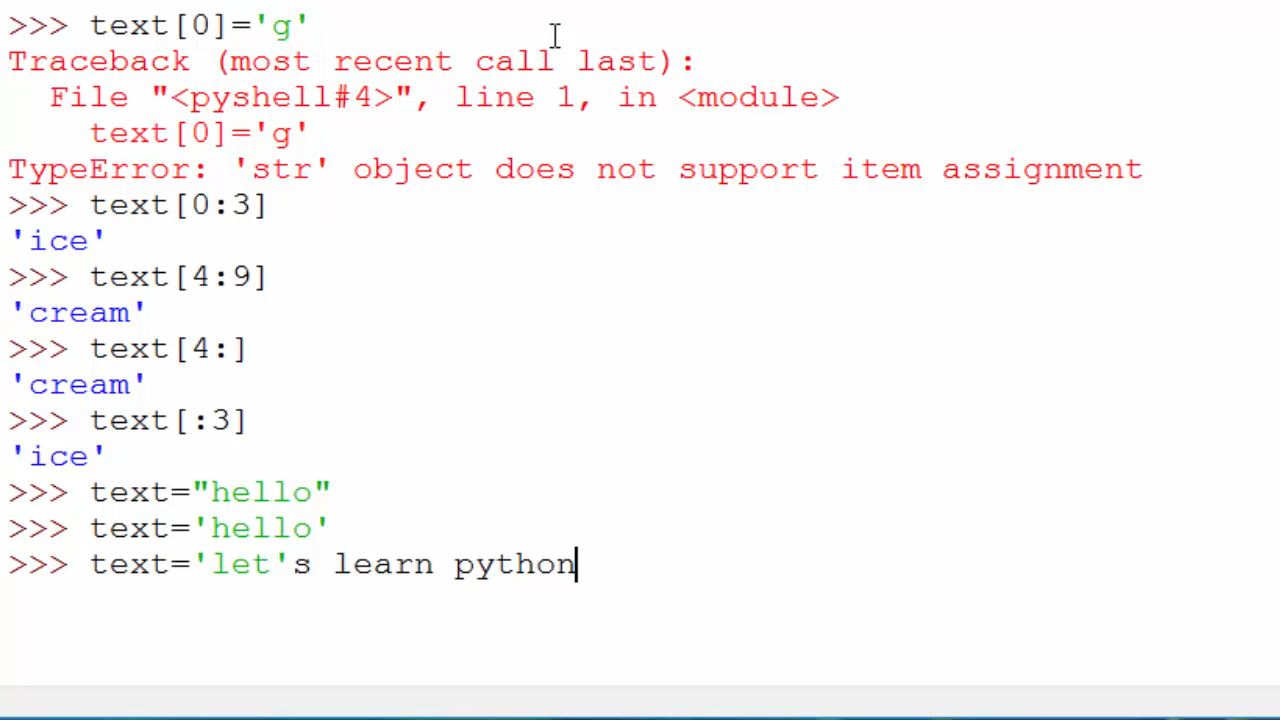 >>> text[0]='g'
Traceback (most recent call last):
  File "<pyshell#4>", line 1, in <module>
    text[0]='g'
TypeError: 'str' object does not support item assignment
>>> text[0:3]
'ice'
>>> text[4:9]
'cream'
>>> text[4:]
'cream'
>>> text[:3]
'ice'
>>> text="hello"
>>> text='hello'
>>> text='let's learn python